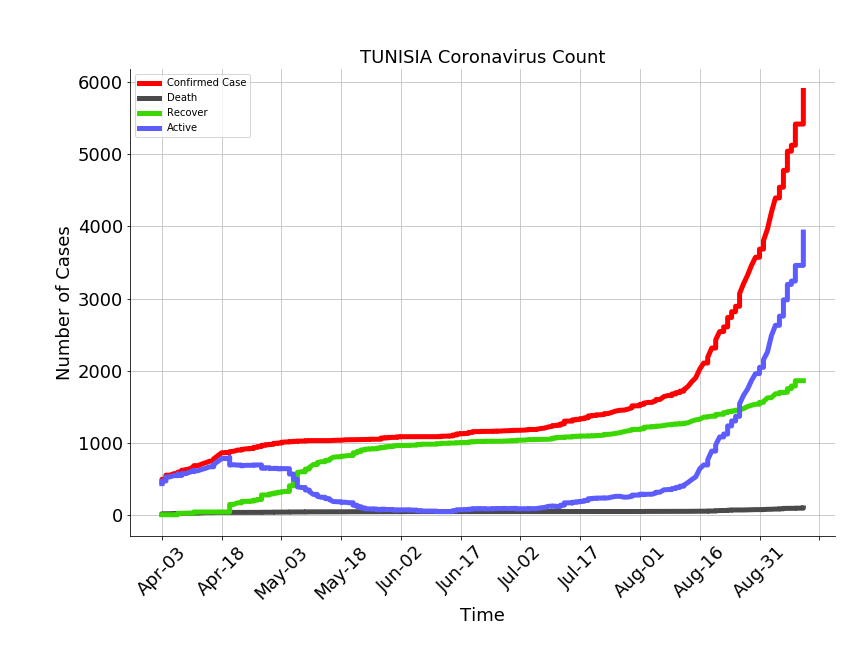 TUNISIA Coronavirus Count
Confirmed Case
Death
Recover
Active
Number of Cases
6000
5000
4000
3000
2000
1000
0
Apr-03
Apr-18
May-03
May-18
Jun-02
Jun-17
Jul-02
Jul-17
Aug-01
Aug-16
Aug-31
Time